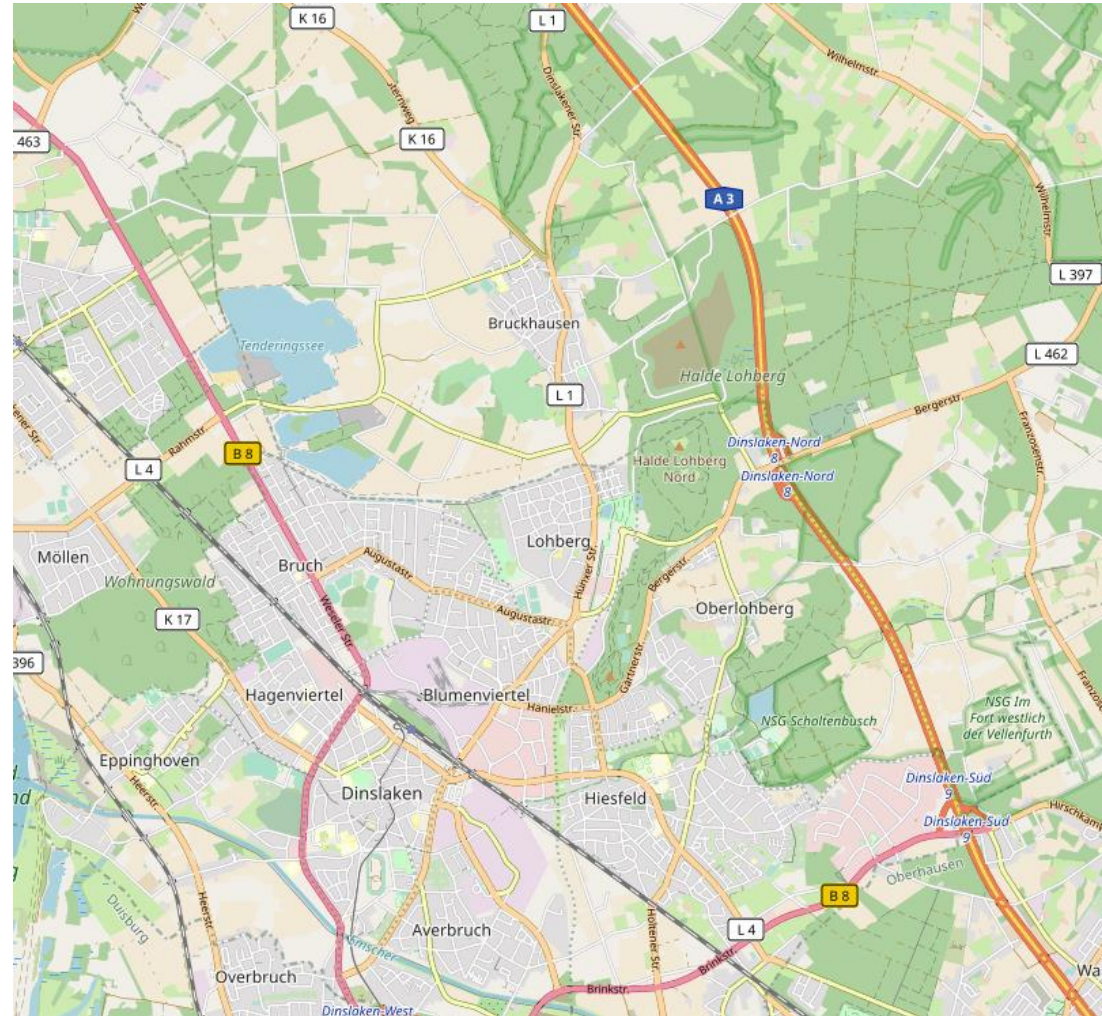 K 16
L 1
Wilhelmstr.
Dinslakener Str.
Sternweg
463
K 16
A 3
Wilhelmstr.
L 397
Bruckhausen
Tenderingssee
L 462
Halde Lohberg
L 1
Bergerstr.
Franzosenstr.
Rahmstr.
B 8
Dinslaken-Nord
8
Halde Lohberg
Nord
Dinslaken-Nord
8
L 4
Lohberg
Möllen
Bruch
Augustastr.
Hünxer Str.
Bergerstr.
Wohnungswald
Oberlohberg
Weseler Str
Augustastr.
K 17
396
Gärtnerstr.
Hagenviertel
Blumenviertel
Hanielstr.
NSG Scholtenbusch
NSG Im
Fort westlich
der Vellenfurth
Eppinghoven
Heerstr.
Dinslaken
Hiesfeld
Dinslaken-Süd
9
Dinslaken-Süd
9
Oberhausen
B 8
Duisburg
Heerstr.
Averbruch
Emscher
Holtener Str.
L 4
Brinkstr.
Overbruch
Brinkstr.
Dinslaken-West